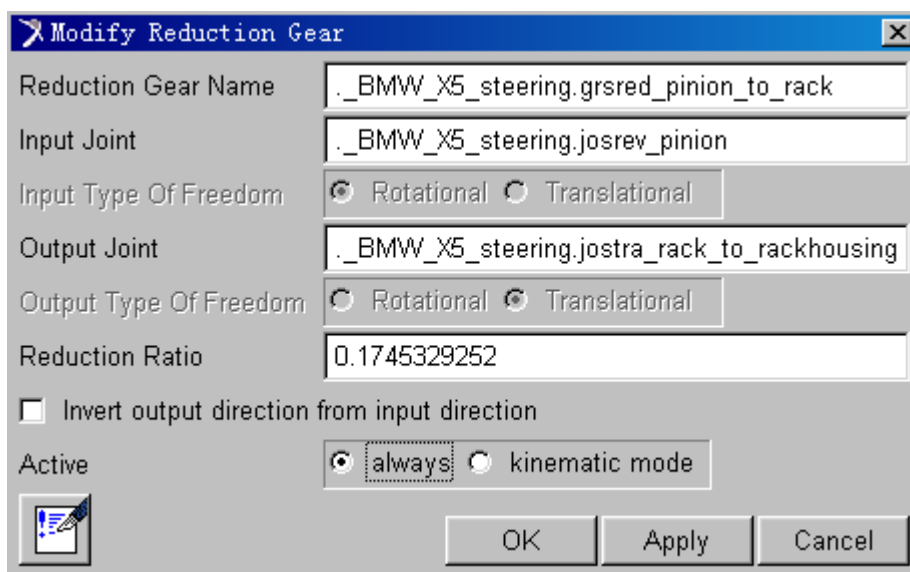 Modify Reduction Gear
Reduction Gear Name ._BMW_X5_steering.grsred_pinion_to_rack
Input Joint ._BMW_X5_steering.josrev_pinion
Input Type Of Freedom Rotational Translational
Output Joint ._BMW_X5_steering.jostra_rack_to_rackhousing
Output Type Of Freedom Rotational Translational
Reduction Ratio 0.1745329252
Invert output direction from input direction
Active always kinematic mode
OK Apply Cancel